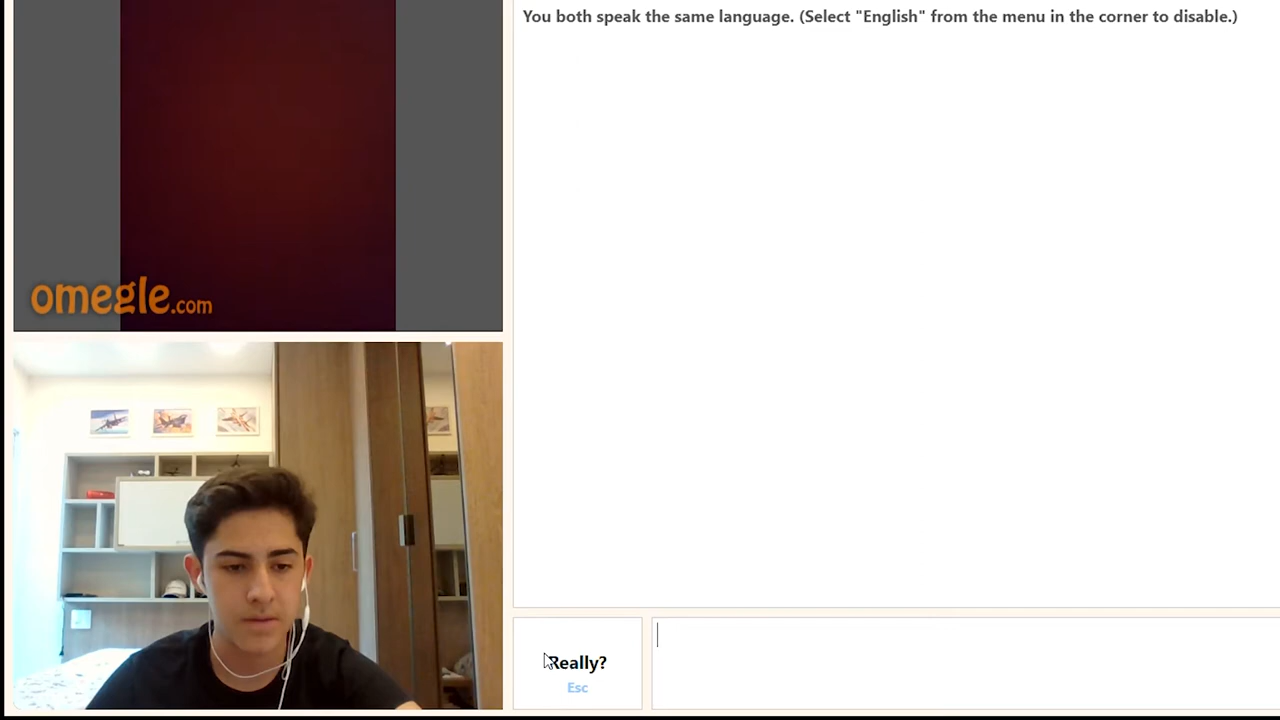 You both speak the same language. (Select "English" from the menu in the corner to disable.)
omegle.com
Really?
Esc